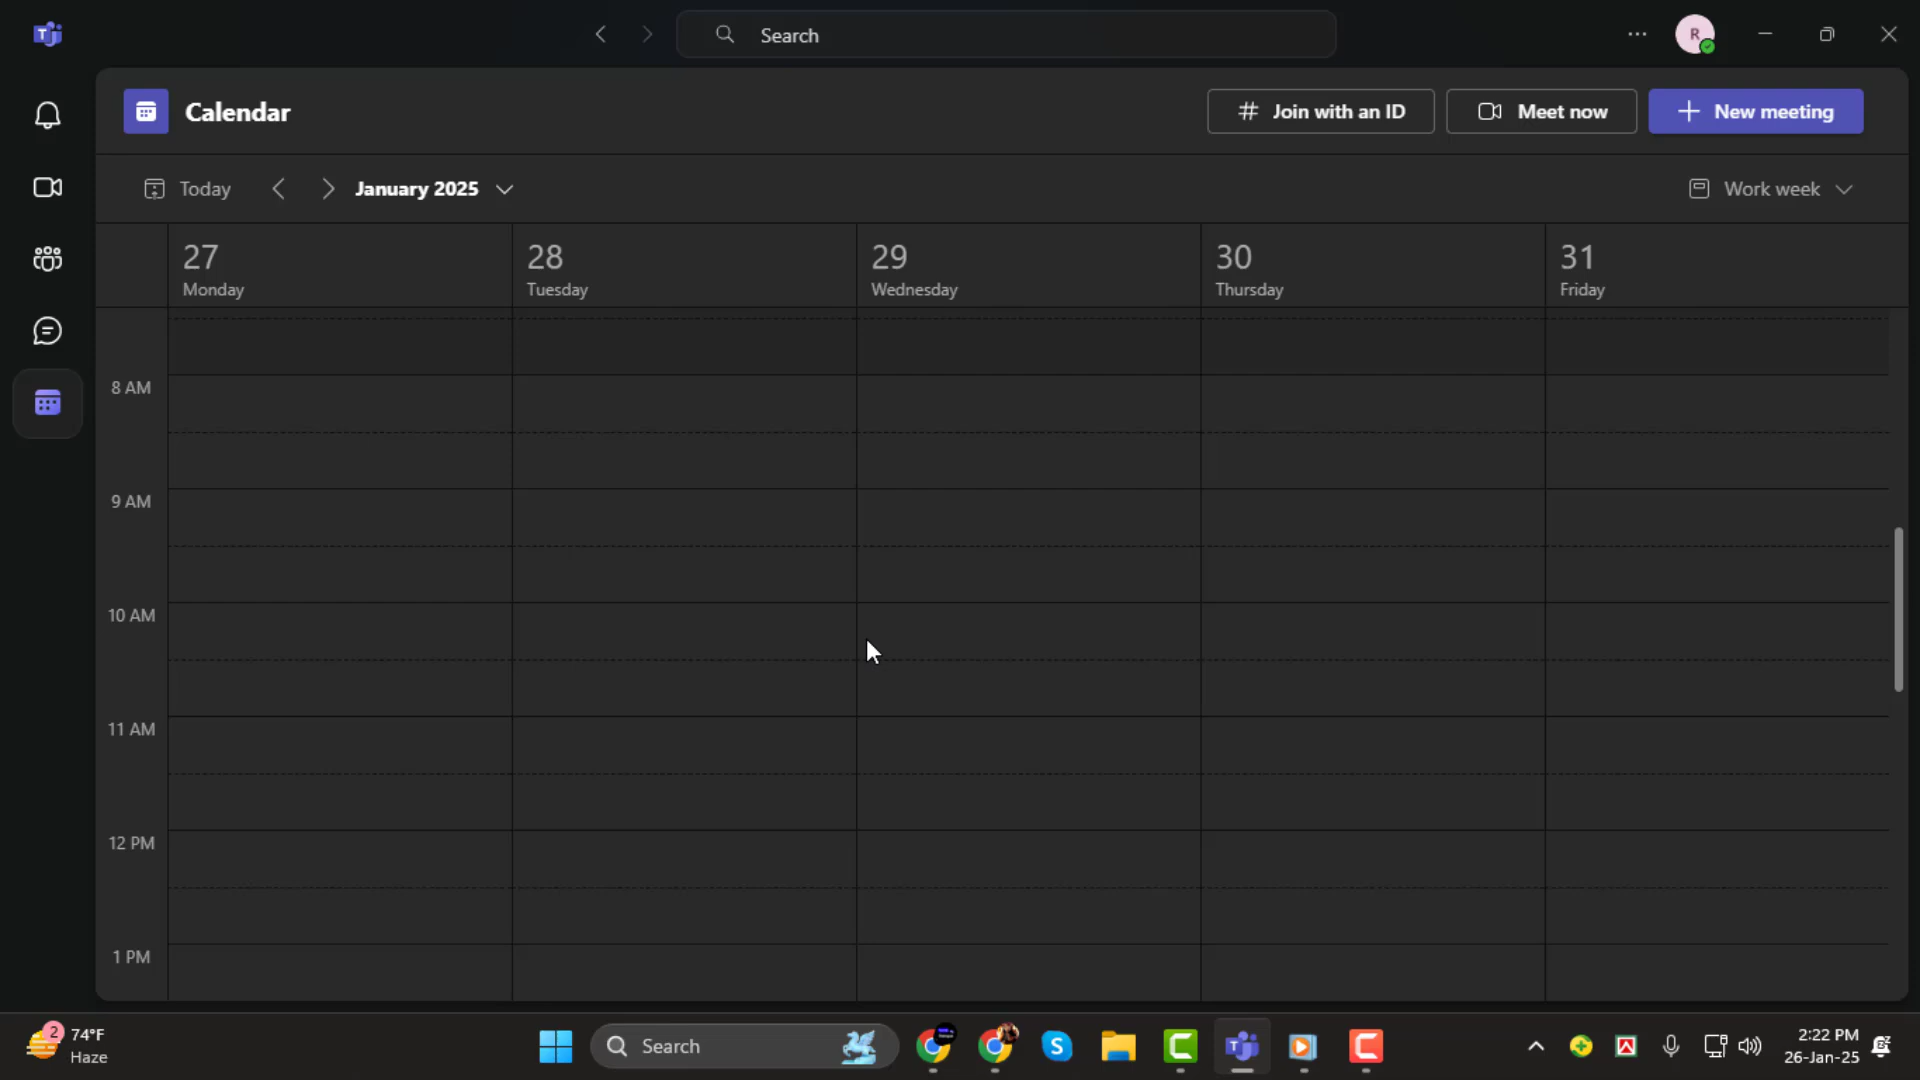 Search
R
Calendar
Join with an ID
Meet now
New meeting
Today
January 2025
Work week
27
Monday
28
Tuesday
29
Wednesday
30
Thursday
31
Friday
8 AM
9 AM
10 AM
11 AM
12 PM
1 PM
2
74°F
Haze
Search
2:22 PM
26-Jan-25